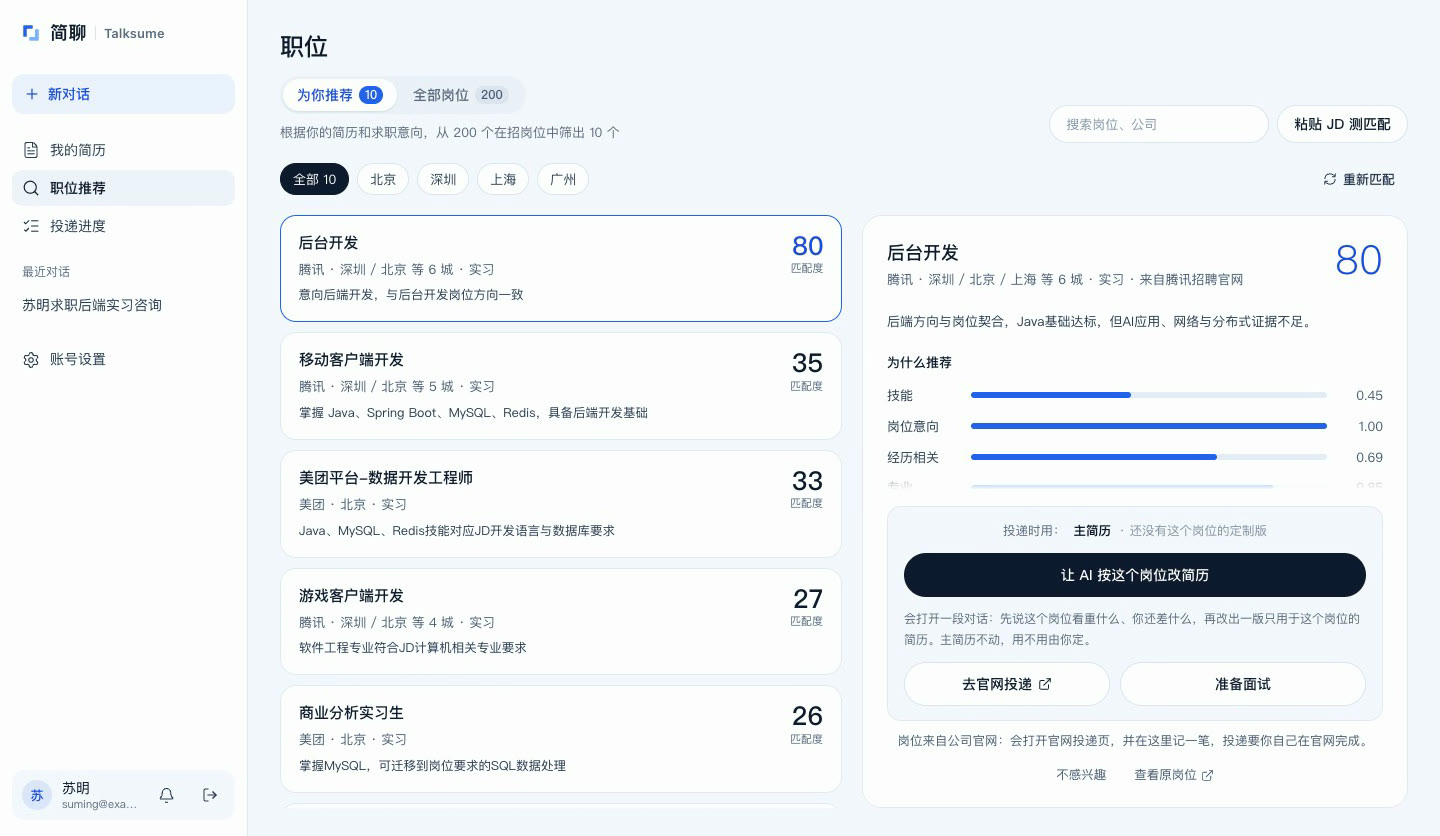 简聊 Talksume
新对话
我的简历
职位推荐
投递进度
最近对话
苏明求职后端实习咨询
账号设置
苏
苏明
suming@exa...
职位
为你推荐 10 全部岗位 200
根据你的简历和求职意向，从 200 个在招岗位中筛出 10 个
搜索岗位、公司
粘贴 JD 测匹配
全部 10 北京 深圳 上海 广州
重新匹配
后台开发
80
腾讯 · 深圳 / 北京 等 6 城 · 实习
匹配度
意向后端开发，与后台开发岗位方向一致
移动客户端开发
35
腾讯 · 深圳 / 北京 等 5 城 · 实习
匹配度
掌握 Java、Spring Boot、MySQL、Redis，具备后端开发基础
美团平台-数据开发工程师
33
美团 · 北京 · 实习
匹配度
Java、MySQL、Redis技能对应JD开发语言与数据库要求
游戏客户端开发
27
腾讯 · 深圳 / 北京 等 4 城 · 实习
匹配度
软件工程专业符合JD计算机相关专业要求
商业分析实习生
26
美团 · 北京 · 实习
匹配度
掌握MySQL，可迁移到岗位要求的SQL数据处理
后台开发
80
腾讯 · 深圳 / 北京 / 上海 等 6 城 · 实习 · 来自腾讯招聘官网
后端方向与岗位契合，Java基础达标，但AI应用、网络与分布式证据不足。
为什么推荐
技能 0.45
岗位意向 1.00
经历相关 0.69
专业 0.85
投递时用： 主简历 · 还没有这个岗位的定制版
让 AI 按这个岗位改简历
会打开一段对话：先说这个岗位看重什么、你还差什么，再改出一版只用于这个岗位的
简历。主简历不动，用不用由你定。
去官网投递
准备面试
岗位来自公司官网：会打开官网投递页，并在这里记一笔，投递要你自己在官网完成。
不感兴趣 查看原岗位